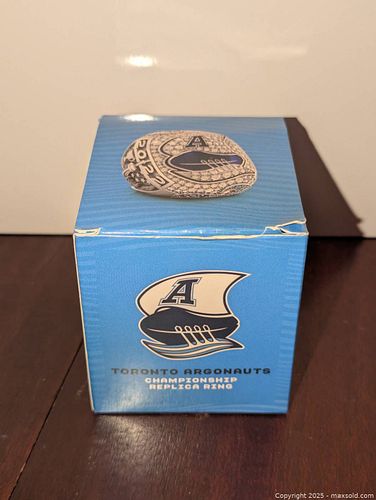 A
A
TORONTO ARGONAUTS
CHAMPIONSHIP
REPLICA RING
Copyright © 2025 - maxsold.com